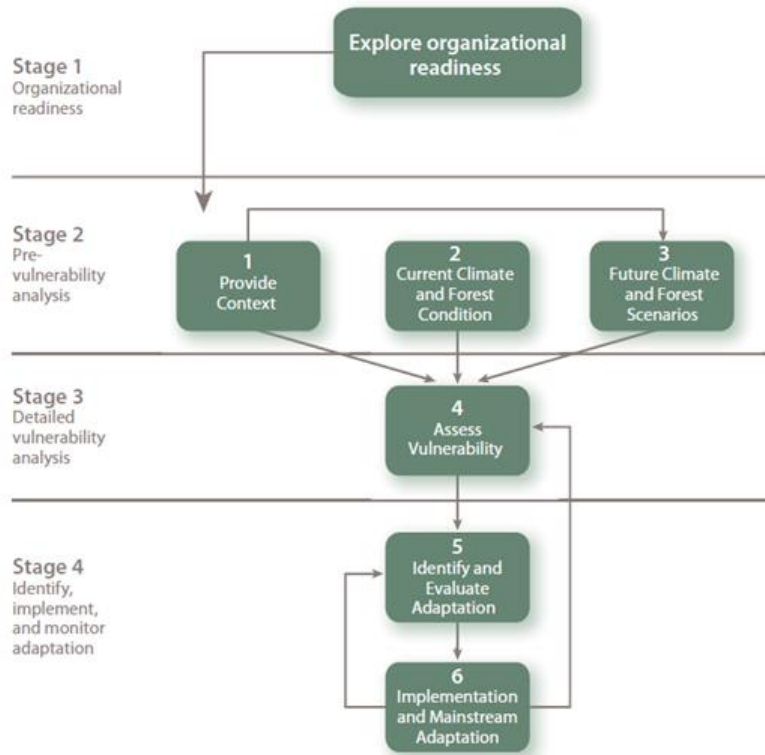 Explore organizational
readiness
Stage 1
Organizational
readiness
Stage 2
Pre-
vulnerability
analysis
1
Provide
Context
2
Current Climate
and Forest
Condition
3
Future Climate
and Forest
Scenarios
Stage 3
Detailed
vulnerability
analysis
4
Assess
Vulnerability
Stage 4
Identify,
implement,
and monitor
adaptation
5
Identify and
Evaluate
Adaptation
6
Implementation
and Mainstream
Adaptation